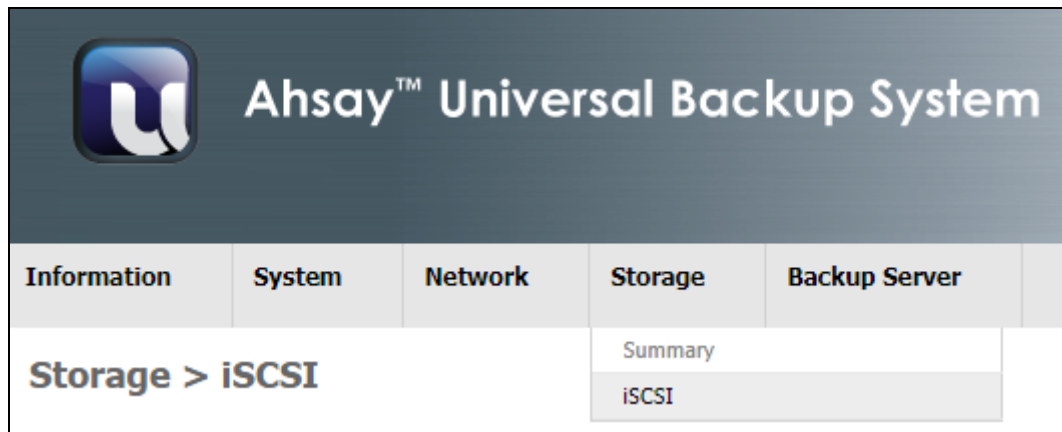 Ahsay™ Universal Backup System
Information System Network Storage Backup Server
Summary
Storage > iSCSI
iSCSI